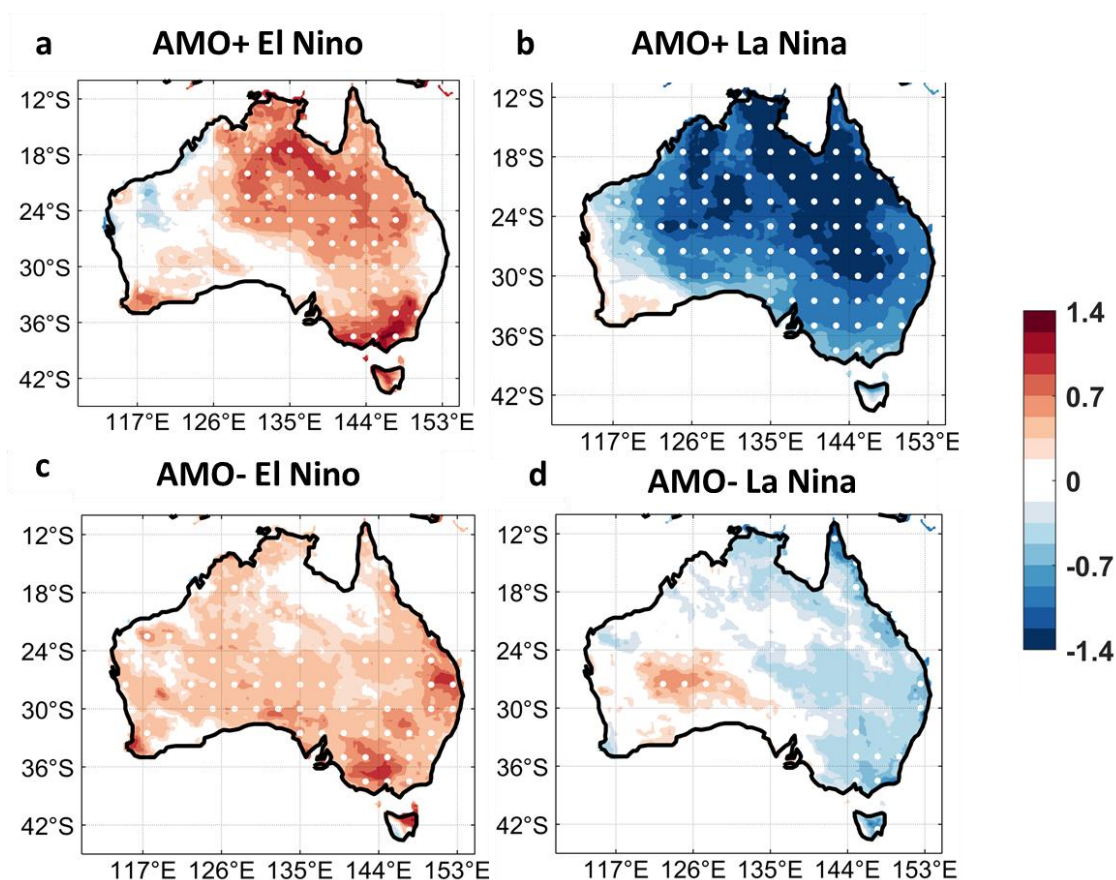 a AMO+ El Nino
b AMO+ La Nina
12°S
18°S
24°S
30°S
36°S
42°S
117°E 126°E 135°E 144°E 153°E
12°S
18°S
24°S
30°S
36°S
42°S
117°E 126°E 135°E 144°E 153°E
c AMO- El Nino
d AMO- La Nina
12°S
18°S
24°S
30°S
36°S
42°S
117°E 126°E 135°E 144°E 153°E
12°S
18°S
24°S
30°S
36°S
42°S
117°E 126°E 135°E 144°E 153°E
1.4
0.7
0
-0.7
-1.4